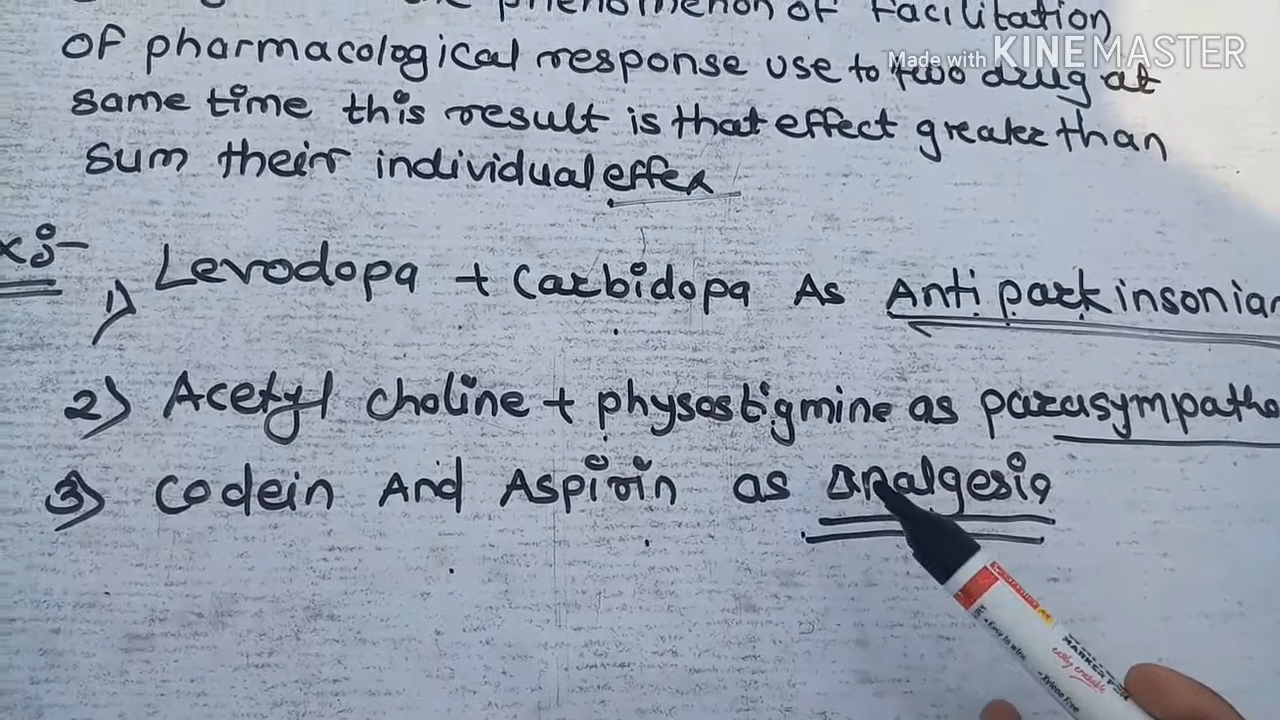 the phenomenon of facilitation
Made with KINEMASTER
of pharmacological response use to two drug at
same time this result is that effect greater than
sum their individual effec
1) Levodopa + Carbidopa As Antiparkinsonian
2) Acetyl choline + physostigmine as parasympatho
3) Codein And Aspirin as analgesia